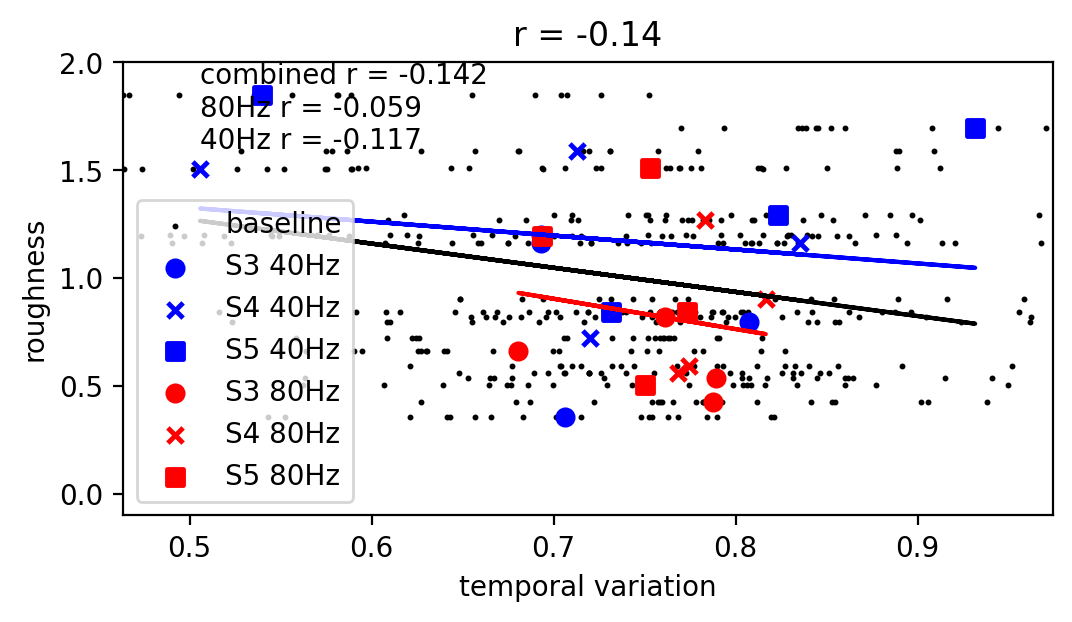 r = -0.14
combined r = -0.142
80Hz r = -0.059
40Hz r = -0.117
2.0
1.5
1.0
0.5
0.0
roughness
baseline
S3 40Hz
S4 40Hz
S5 40Hz
S3 80Hz
S4 80Hz
S5 80Hz
0.5 0.6 0.7 0.8 0.9
temporal variation